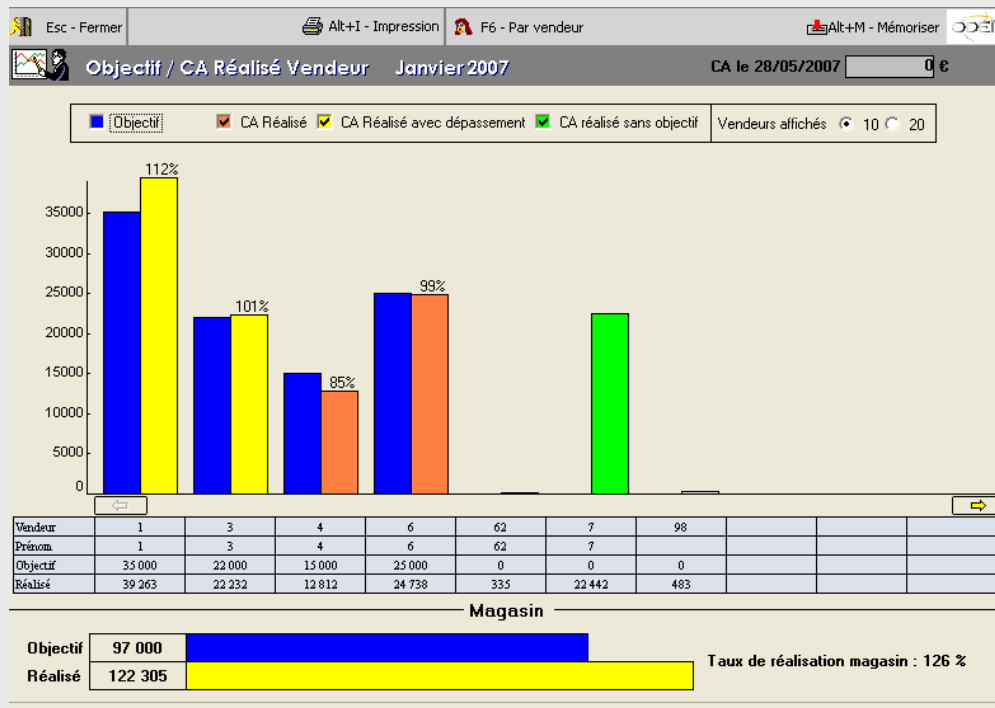 Esc - Fermer Alt+I - Impression F6 - Par vendeur Alt+M - Mémoriser
Objectif / CA Réalisé Vendeur Janvier 2007 CA le 28/05/2007 0 €
Objectif CA Réalisé CA Réalisé avec dépassement CA réalisé sans objectif Vendeurs affichés 10 20
112%
35000
30000
25000 99%
101%
20000
15000
85%
10000
5000
0
Vendeur 1 3 4 6 62 7 98
Prénom 1 3 4 6 62 7
Objectif 35 000 22 000 15 000 25 000 0 0 0
Réalisé 39 263 22 232 12 812 24 738 335 22 442 483
Magasin
Objectif 97 000
Taux de réalisation magasin : 126 %
Réalisé 122 305